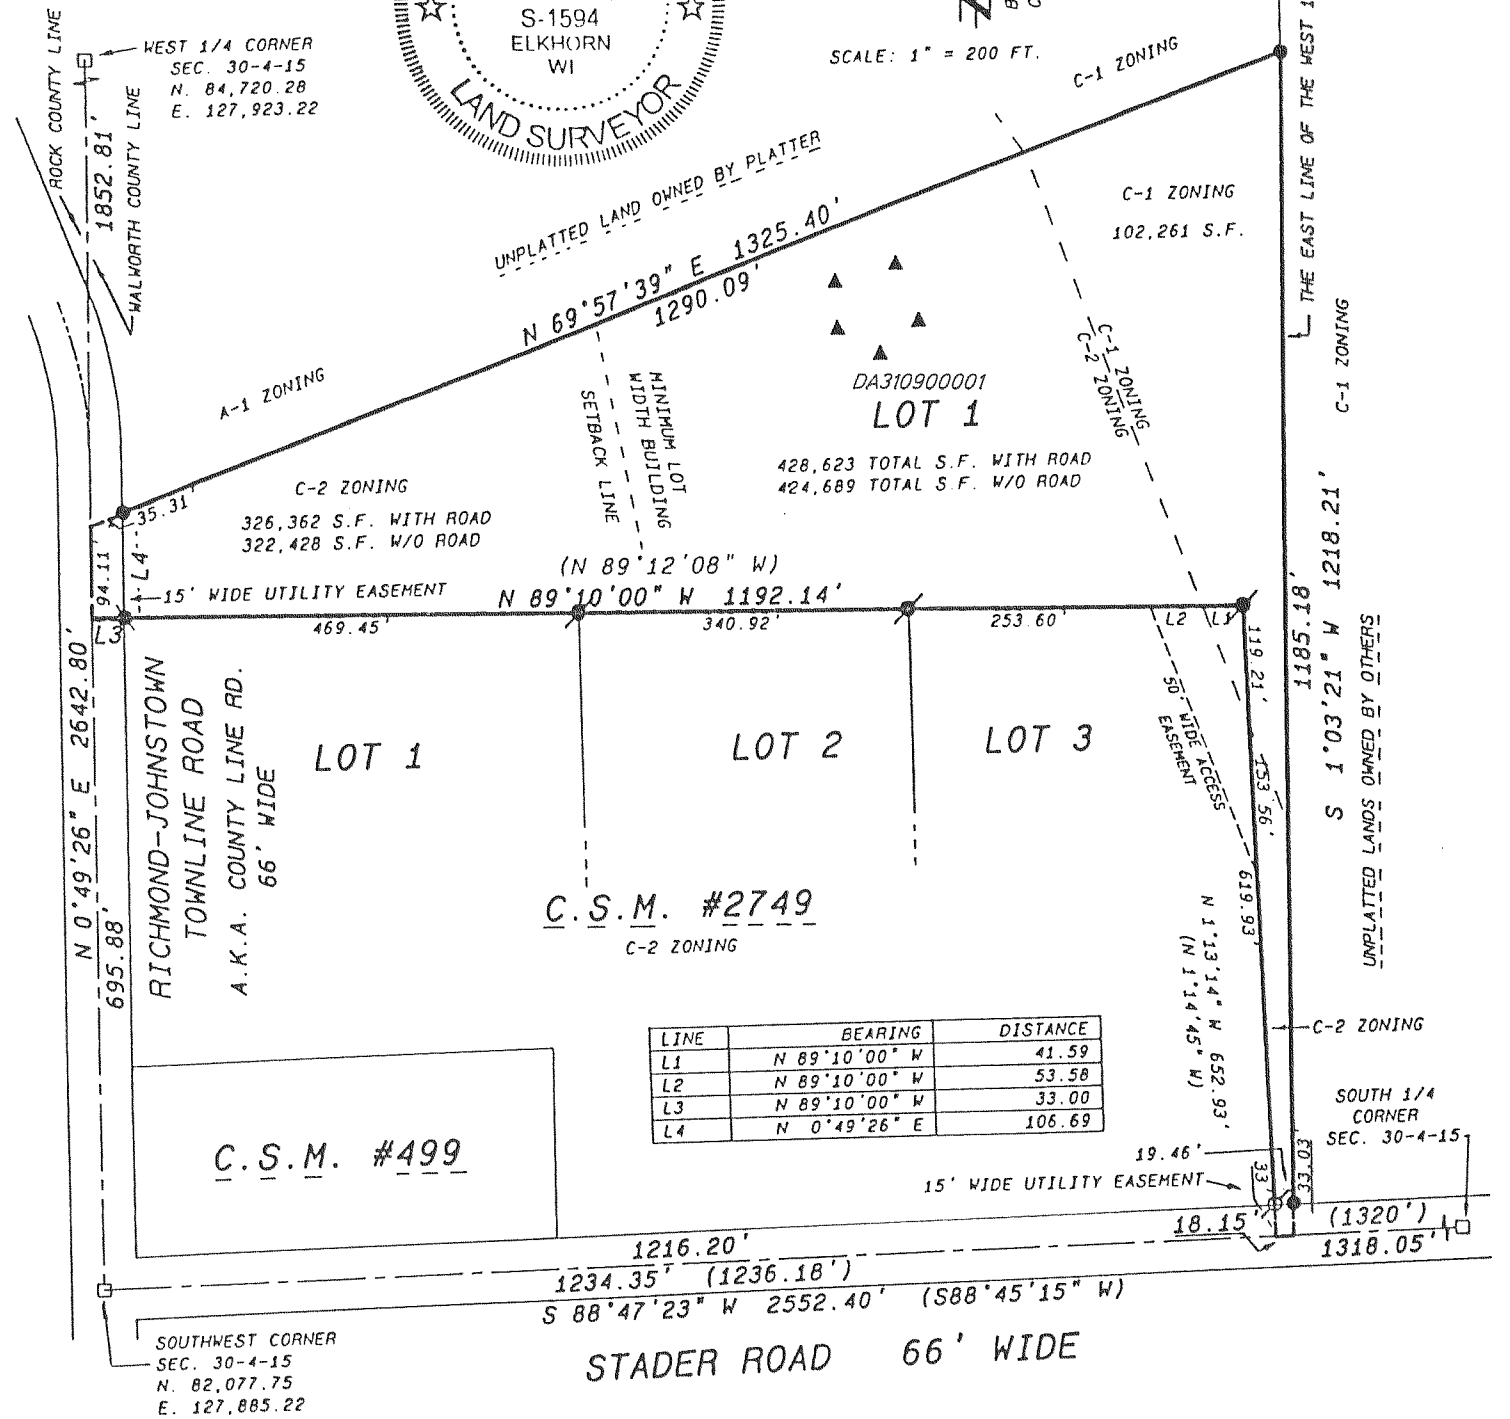 S-1594
ELKHORN
WI
LAND SURVEYOR
WEST 1/4 CORNER
SEC. 30-4-15
N. 84,720.28
E. 127,923.22
ROCK COUNTY LINE
1852.81'
WALWORTH COUNTY LINE
SCALE: 1" = 200 FT.
C-1 ZONING
THE EAST LINE OF THE WEST 1
UNPLATTED LAND OWNED BY PLATTER
N 69°57'39" E 1325.40'
1290.09'
C-1 ZONING
102,261 S.F.
C-1 ZONING
C-2 ZONING
C-1 ZONING
A-1 ZONING
MINIMUM LOT
WIDTH BUILDING
SETBACK LINE
DA310900001
LOT 1
428,623 TOTAL S.F. WITH ROAD
424,689 TOTAL S.F. W/O ROAD
C-2 ZONING
326,362 S.F. WITH ROAD
322,428 S.F. W/O ROAD
35.31'
94.11'
L4
15' WIDE UTILITY EASEMENT
(N 89°12'08" W)
N 89°10'00" W 1192.14'
L3
469.45'
340.92'
253.60'
L2
L1
119.21'
153.56'
619.93'
1185.18'
S 1°03'21" W 1218.21'
UNPLATTED LANDS OWNED BY OTHERS
N 0°49'26" E 2642.80'
695.88'
RICHMOND-JOHNSTOWN
TOWNLINE ROAD
A.K.A. COUNTY LINE RD.
66' WIDE
LOT 1
LOT 2
LOT 3
50' WIDE ACCESS
EASEMENT
C.S.M. #2749
C-2 ZONING
N 1°13'14" W 652.93'
(N 1°14'45" W)
C-2 ZONING
LINE BEARING DISTANCE
L1 N 89°10'00" W 41.59
L2 N 89°10'00" W 53.58
L3 N 89°10'00" W 33.00
L4 N 0°49'26" E 106.69
SOUTH 1/4
CORNER
SEC. 30-4-15
C.S.M. #499
19.46'
15' WIDE UTILITY EASEMENT
33'
33.03
18.15'
(1320')
1318.05'
1216.20'
1234.35' (1236.18')
S 88°47'23" W 2552.40' (S88°45'15" W)
STADER ROAD 66' WIDE
SOUTHWEST CORNER
SEC. 30-4-15
N. 82,077.75
E. 127,885.22